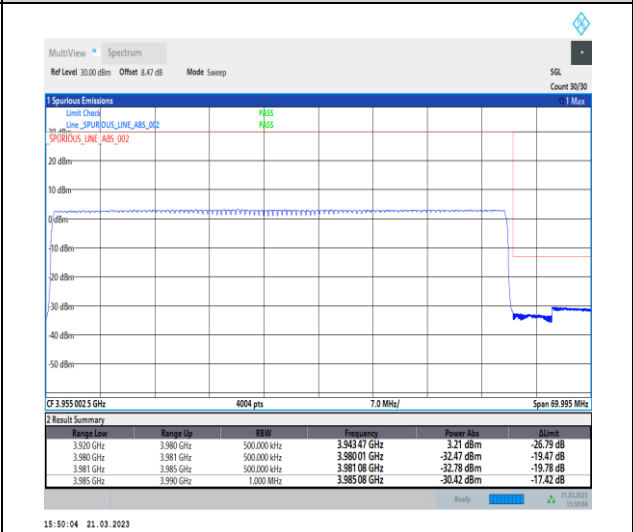 MultiView Spectrum
Ref Level 30.00 dBm Offset 8.47 dB Mode Sweep SGL
Count 30/30
1 Spurious Emissions 1 Max
Limit Check PASS
Line _SPURIOUS_LINE_ABS_002 PASS
_SPURIOUS_LINE_ABS_002
20 dBm
10 dBm
0 dBm
-10 dBm
-20 dBm
-30 dBm
-40 dBm
-50 dBm
CF 3.955 002 5 GHz 4004 pts 7.0 MHz/ Span 69.995 MHz
2 Result Summary
Range Low Range Up RBW Frequency Power Abs ΔLimit
3.920 GHz 3.980 GHz 500.000 kHz 3.943 47 GHz 3.21 dBm -26.79 dB
3.980 GHz 3.981 GHz 500.000 kHz 3.980 01 GHz -32.47 dBm -19.47 dB
3.981 GHz 3.985 GHz 500.000 kHz 3.981 08 GHz -32.78 dBm -19.78 dB
3.985 GHz 3.990 GHz 1.000 MHz 3.985 08 GHz -30.42 dBm -17.42 dB
Ready 21.03.2023
15:50:04
15:50:04 21.03.2023